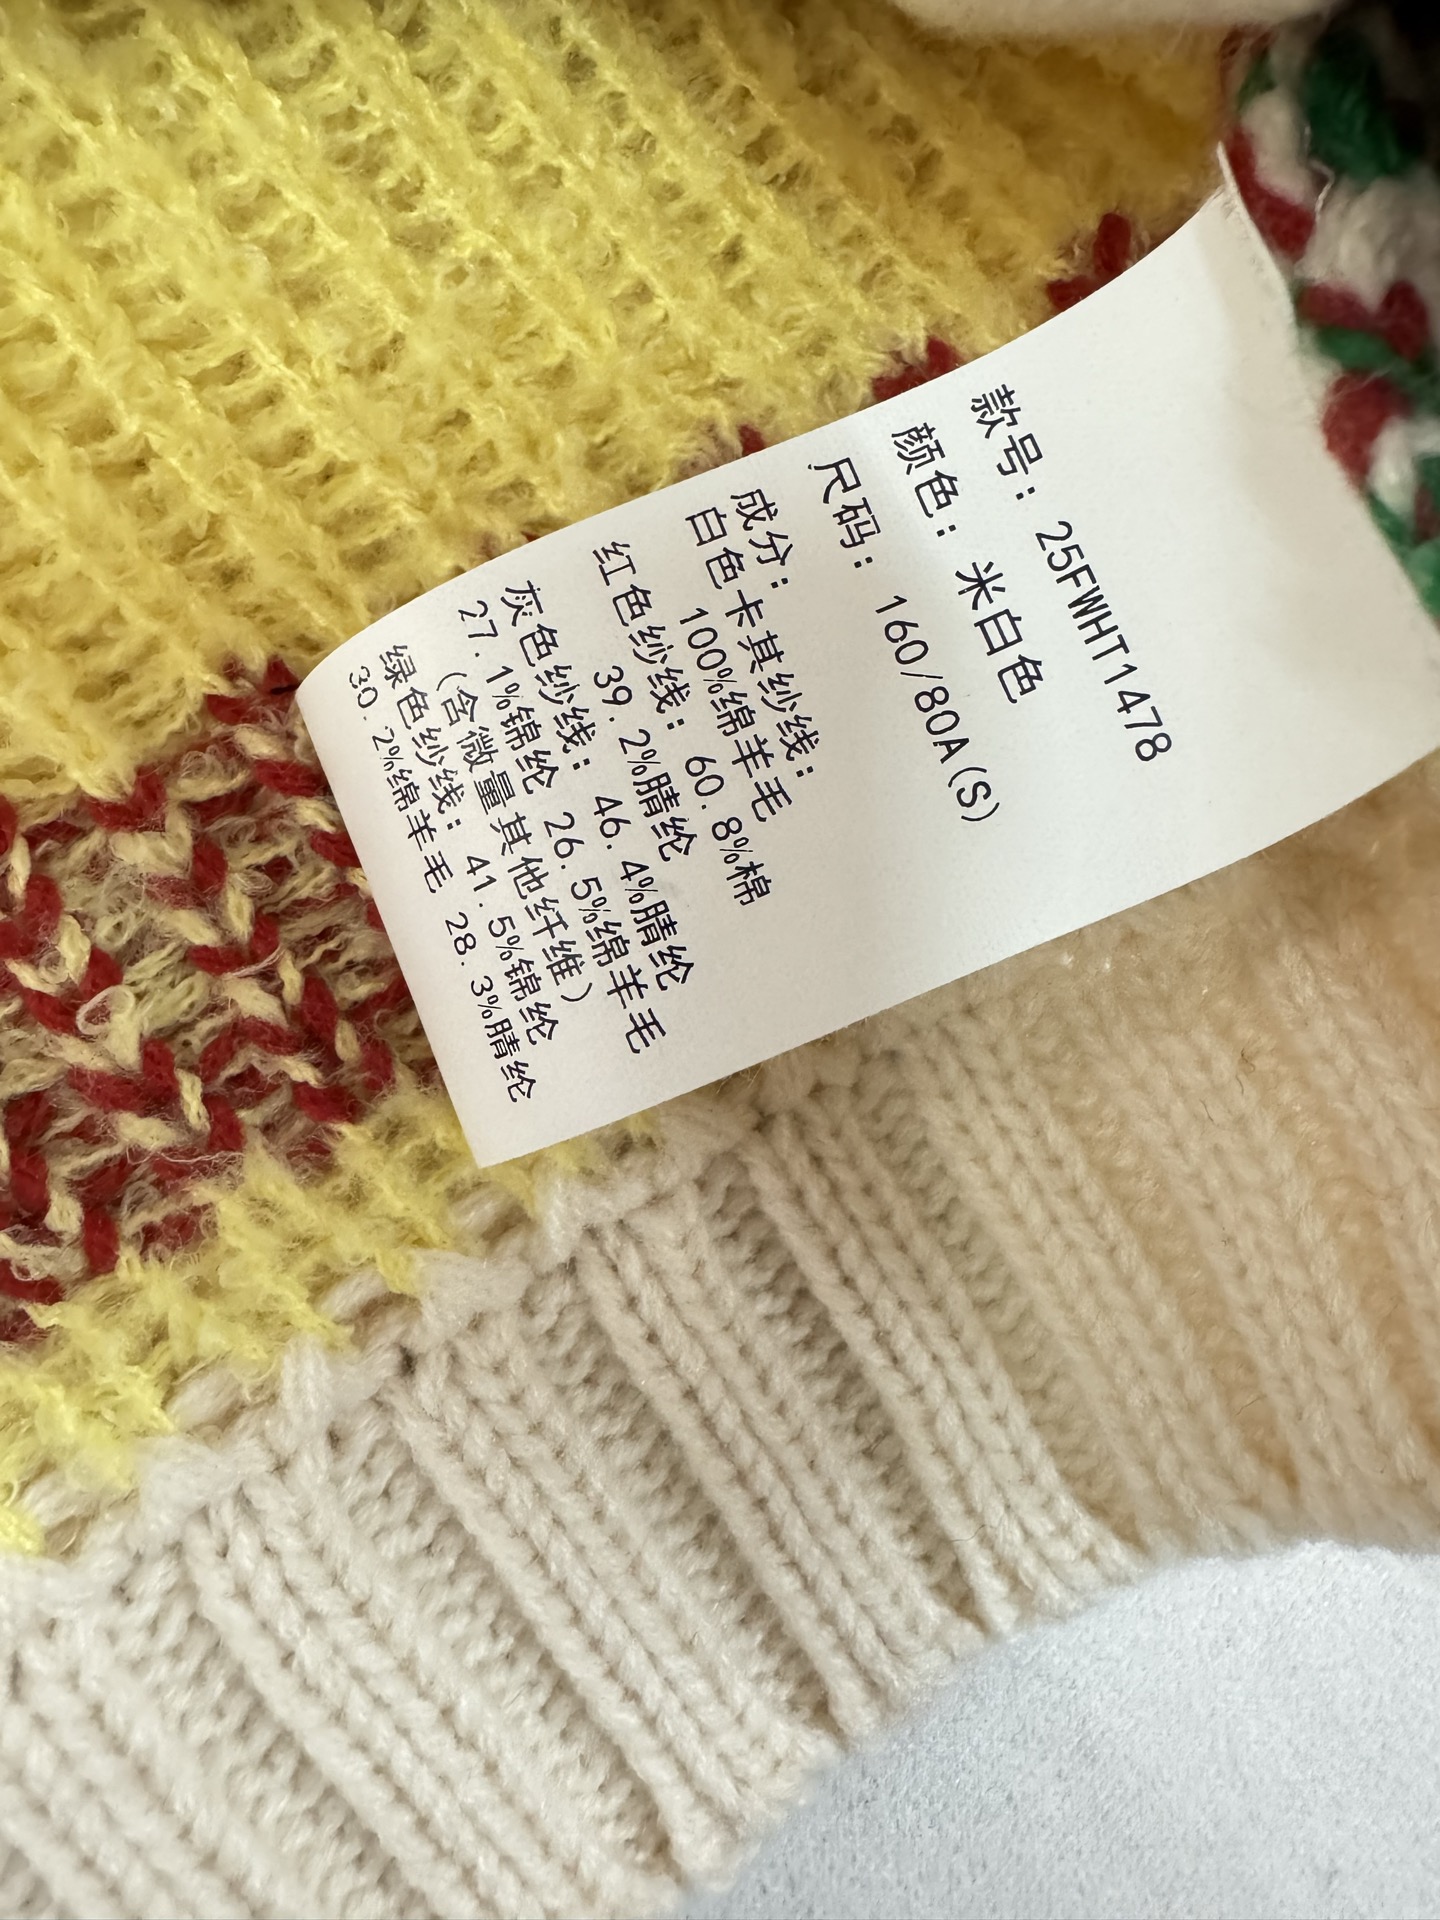 款号：25FWHT1478
颜色：米白色
尺码：160/80A(S)
成分：
白色卡其纱线：
100%绵羊毛
红色纱线：60.8%棉
39.2%腈纶
灰色纱线：46.4%腈纶
27.1%锦纶 26.5%绵羊毛
(含微量其他纤维)
绿色纱线：41.5%锦纶
30.2%绵羊毛 28.3%腈纶